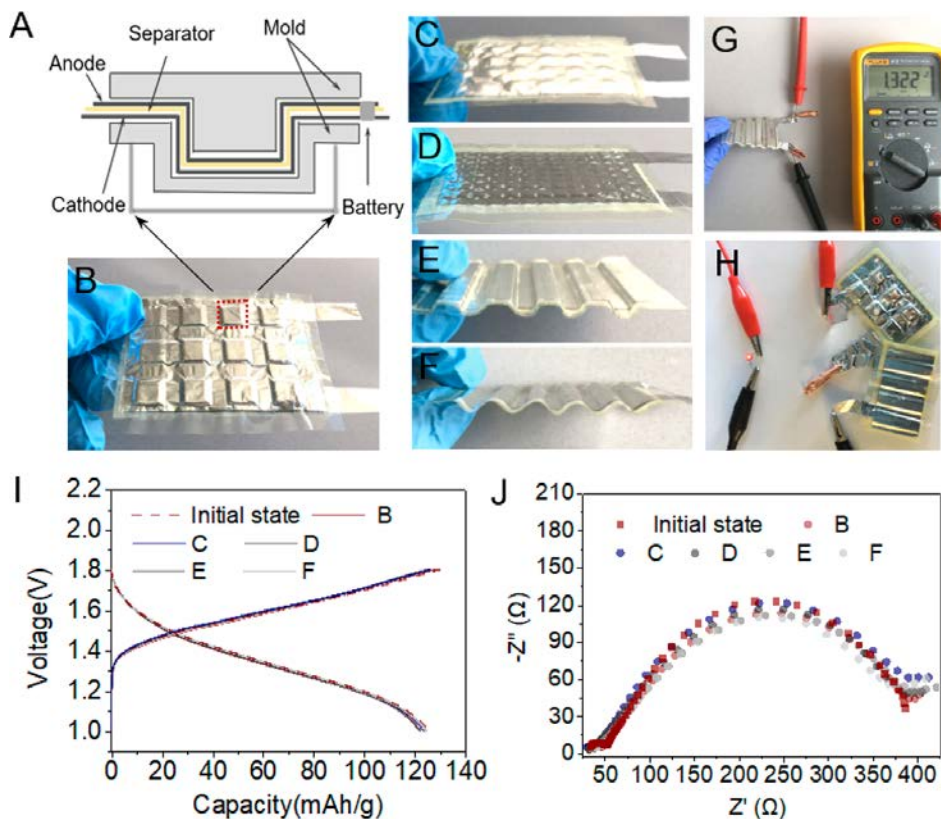 A
Separator
Mold
Anode
Cathode
Battery
B
C
D
E
F
G
1.322
H
I
2.2
2.0
1.8
1.6
1.4
1.2
1.0
Voltage(V)
Initial state B
C D
E F
0 20 40 60 80 100 120 140
Capacity(mAh/g)
J
210
180
150
120
90
60
30
0
-Z" (Ω)
Initial state B
C D E F
50 100 150 200 250 300 350 400
Z' (Ω)